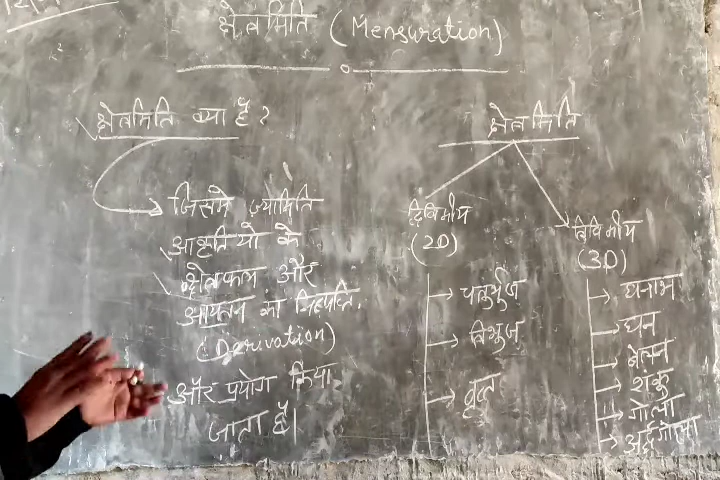 क्षेत्रमिति (Mensuration)
क्षेत्रमिति क्या है ?
जिसमे ज्यामिति
आकृतियो के
क्षेत्रफल और
आयतन का निष्पत्ति,
(Derivation)
और प्रयोग किया
जाता है।
क्षेत्रमिति
द्विविमीय
(2D)
चतुर्भुज
त्रिभुज
वृत्त
त्रिविमीय
(3D)
घनाभ
घन
बेलन
शंकु
गोला
अर्द्धगोला